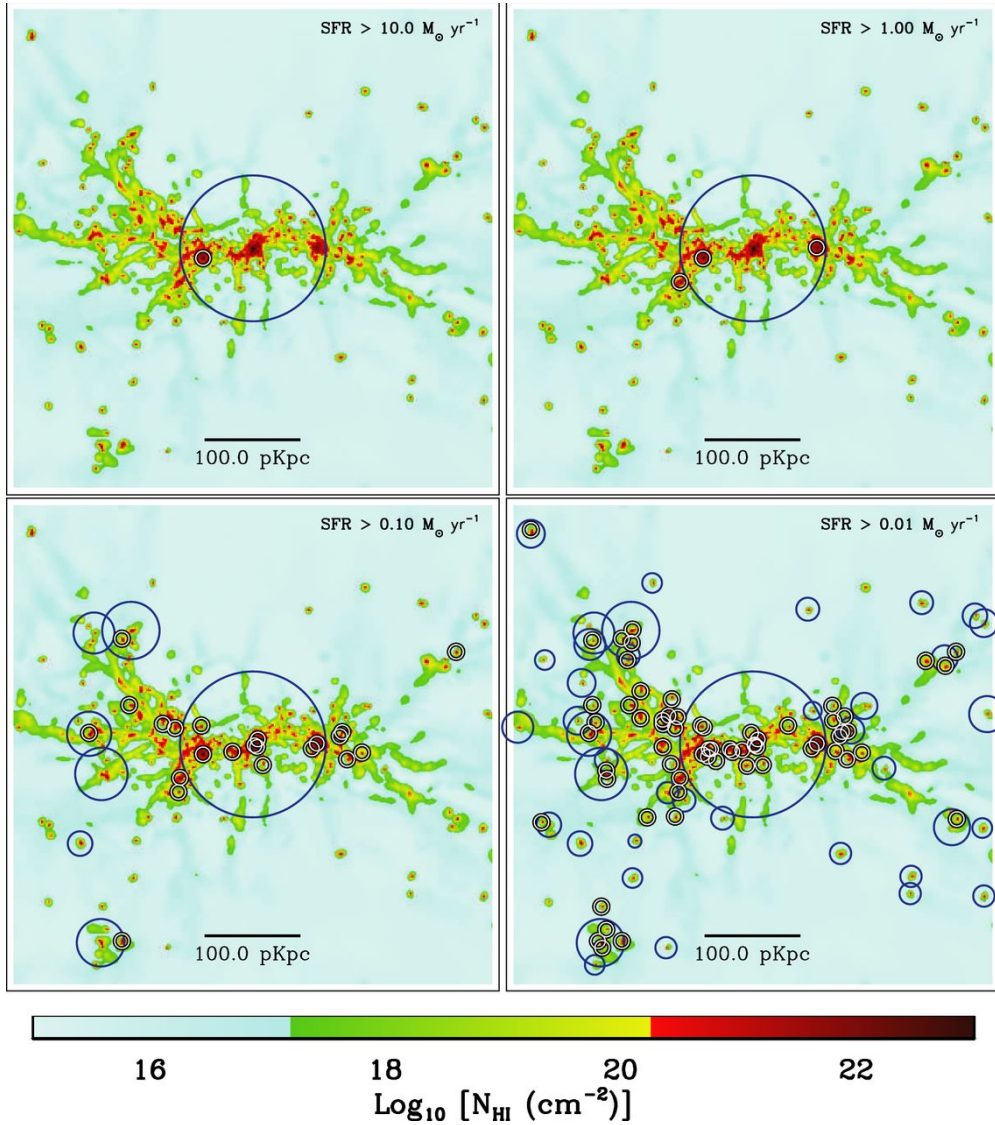 SFR > 10.0 M☉ yr⁻¹
SFR > 1.00 M☉ yr⁻¹
100.0 pKpc
100.0 pKpc
SFR > 0.10 M☉ yr⁻¹
SFR > 0.01 M☉ yr⁻¹
100.0 pKpc
100.0 pKpc
16 18 20 22
Log₁₀ [N_HI (cm⁻²)]